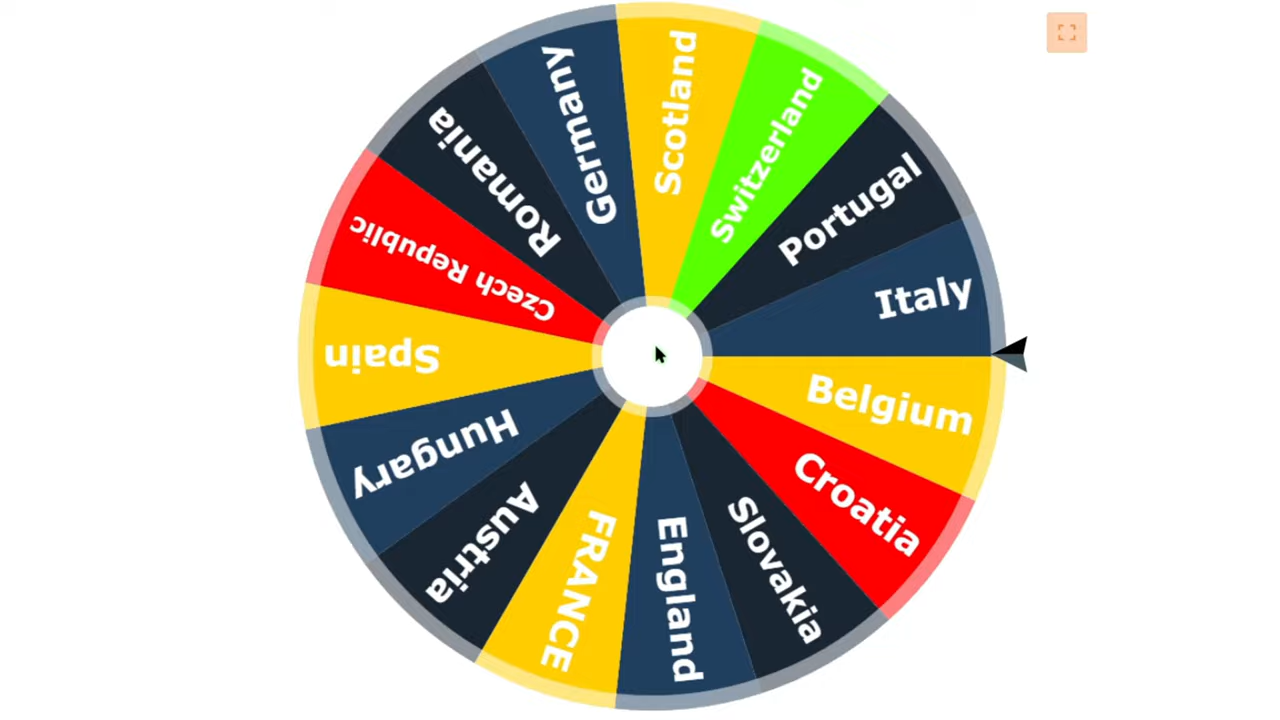 Scotland
Switzerland
Portugal
Italy
Belgium
Croatia
Slovakia
England
FRANCE
Austria
Hungary
Spain
Czech Republic
Romania
Germany